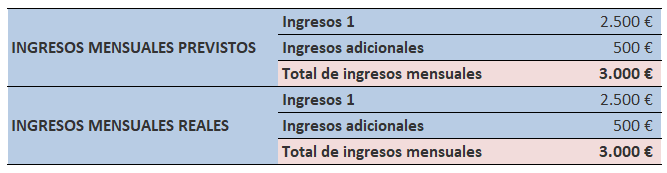 Ingresos 1 2.500 €
INGRESOS MENSUALES PREVISTOS Ingresos adicionales 500 €
Total de ingresos mensuales 3.000 €
Ingresos 1 2.500 €
INGRESOS MENSUALES REALES Ingresos adicionales 500 €
Total de ingresos mensuales 3.000 €